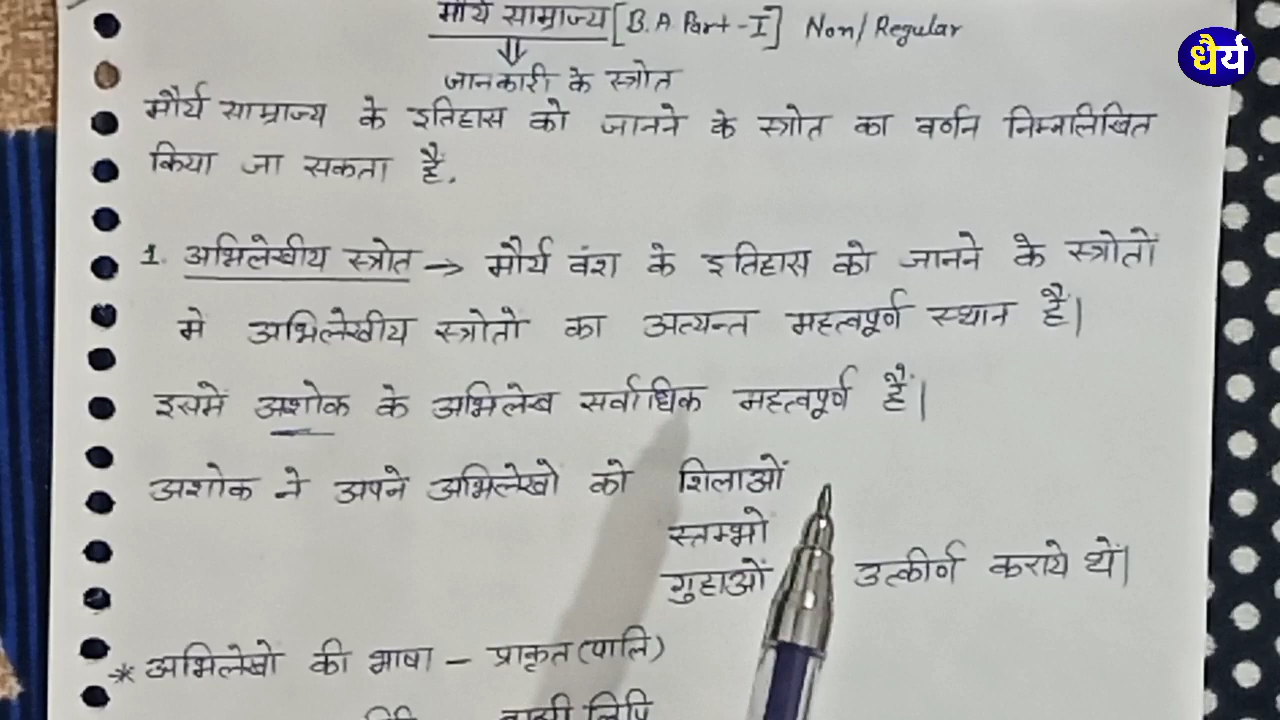 मौर्य साम्राज्य [B.A Part-I] Non/Regular
धैर्य
जानकारी के स्त्रोत
मौर्य साम्राज्य के इतिहास को जानने के स्त्रोत का वर्णन निम्नलिखित
किया जा सकता है.
1. अभिलेखीय स्त्रोत → मौर्य वंश के इतिहास को जानने के स्त्रोतो
मे अभिलेखीय स्त्रोतो का अत्यन्त महत्वपूर्ण स्थान है|
इसमें अशोक के अभिलेख सर्वाधिक महत्वपूर्ण हैं|
अशोक ने अपने अभिलेखो को शिलाओं
स्तम्भो
गुहाओं उत्कीर्ण कराये थें|
* अभिलेखो की भाषा - प्राकृत (पालि)
लिपि